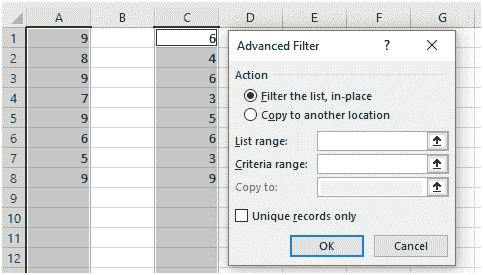 A B C D E F G
1 9 6
2 8 4
3 9 6
4 7 3
5 9 5
6 6 6
7 5 3
8 9 9
9
10
11
12
Advanced Filter ? ×
Action
Filter the list, in-place
Copy to another location
List range:
Criteria range:
Copy to:
Unique records only
OK Cancel